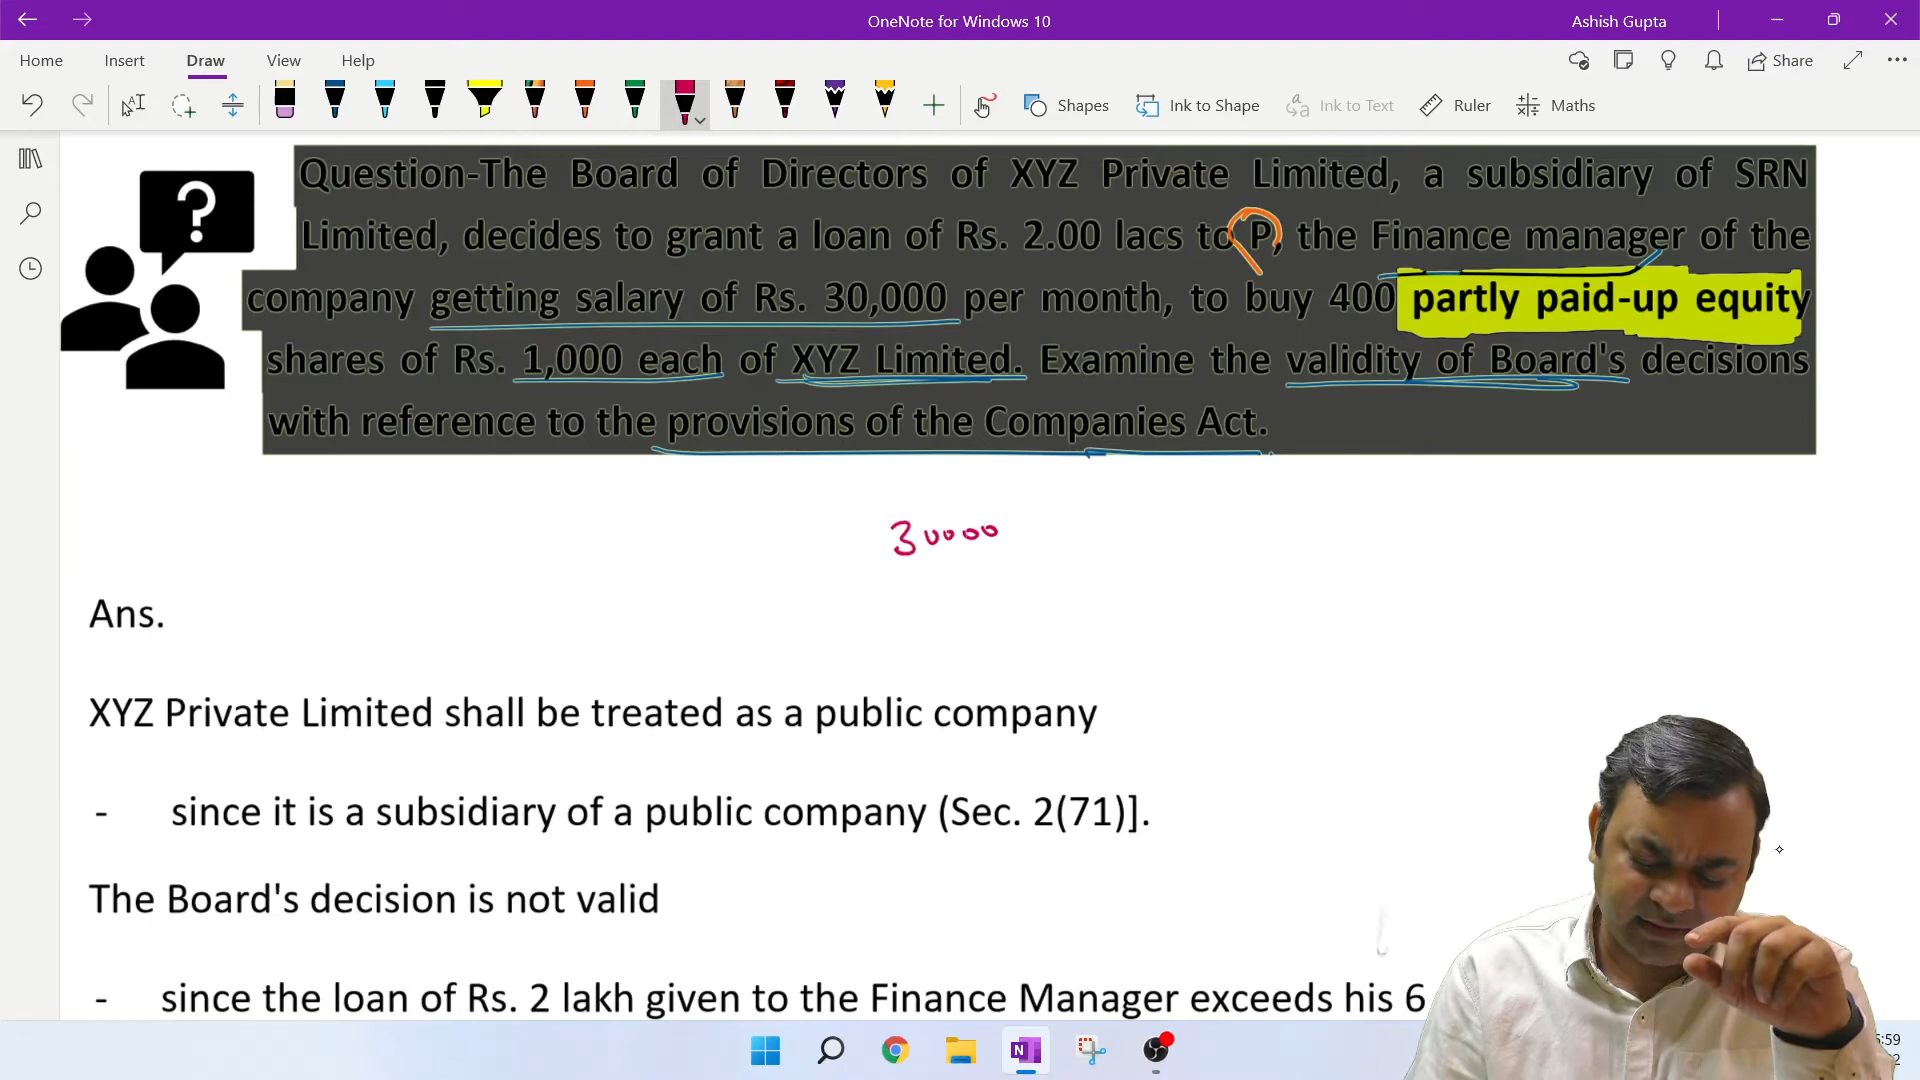 OneNote for Windows 10
Ashish Gupta
Home Insert Draw View Help
Share
Shapes Ink to Shape Ink to Text Ruler Maths
Question-The Board of Directors of XYZ Private Limited, a subsidiary of SRN
Limited, decides to grant a loan of Rs. 2.00 lacs to P, the Finance manager of the
company getting salary of Rs. 30,000 per month, to buy 400 partly paid-up equity
shares of Rs. 1,000 each of XYZ Limited. Examine the validity of Board's decisions
with reference to the provisions of the Companies Act.
30000
Ans.
XYZ Private Limited shall be treated as a public company
- since it is a subsidiary of a public company (Sec. 2(71)].
The Board's decision is not valid
- since the loan of Rs. 2 lakh given to the Finance Manager exceeds his 6